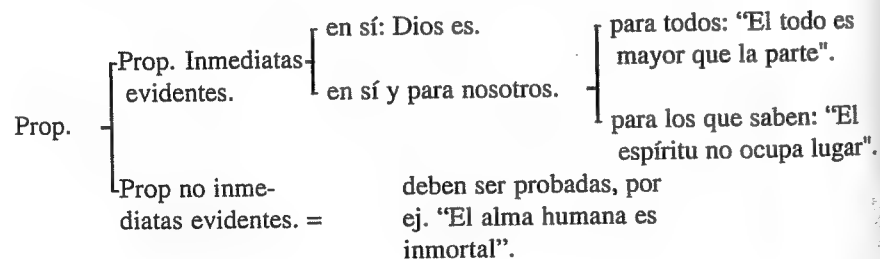 en sí: Dios es.
para todos: “El todo es
mayor que la parte".
Prop. Inmediatas
evidentes.
en sí y para nosotros.
Prop.
para los que saben: “El
espíritu no ocupa lugar".
Prop no inme-
diatas evidentes. =
deben ser probadas, por
ej. “El alma humana es
inmortal”.